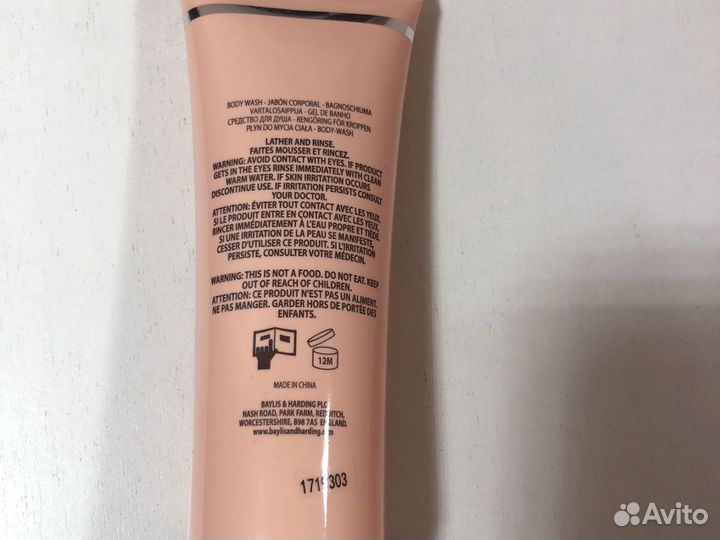 BODY WASH - JABÓN CORPORAL - BAGNOSCHIUMA
VARTALOSAIPPUA - GEL DE BANHO
СРЕДСТВО ДЛЯ ДУША - RENGÖRING FÖR KROPPEN
PŁYN DO MYCIA CIAŁA - BODY-WASH
LATHER AND RINSE.
FAITES MOUSSER ET RINCEZ.
WARNING: AVOID CONTACT WITH EYES. IF PRODUCT
GETS IN THE EYES RINSE IMMEDIATELY WITH CLEAN
WARM WATER. IF SKIN IRRITATION OCCURS
DISCONTINUE USE. IF IRRITATION PERSISTS CONSULT
YOUR DOCTOR.
ATTENTION: ÉVITER TOUT CONTACT AVEC LES YEUX.
SI LE PRODUIT ENTRE EN CONTACT AVEC LES YEUX,
RINCER IMMÉDIATEMENT À L'EAU PROPRE ET TIÈDE.
SI UNE IRRITATION DE LA PEAU SE MANIFESTE,
CESSER D'UTILISER CE PRODUIT. SI L'IRRITATION
PERSISTE, CONSULTER VOTRE MÉDECIN.
WARNING: THIS IS NOT A FOOD. DO NOT EAT. KEEP
OUT OF REACH OF CHILDREN.
ATTENTION: CE PRODUIT N'EST PAS UN ALIMENT.
NE PAS MANGER. GARDER HORS DE PORTÉE DES
ENFANTS.
12M
MADE IN CHINA
BAYLIS & HARDING PLC
NASH ROAD, PARK FARM, REDDITCH,
WORCESTERSHIRE, B98 7AS ENGLAND.
www.baylisandharding.com
1719303
Avito